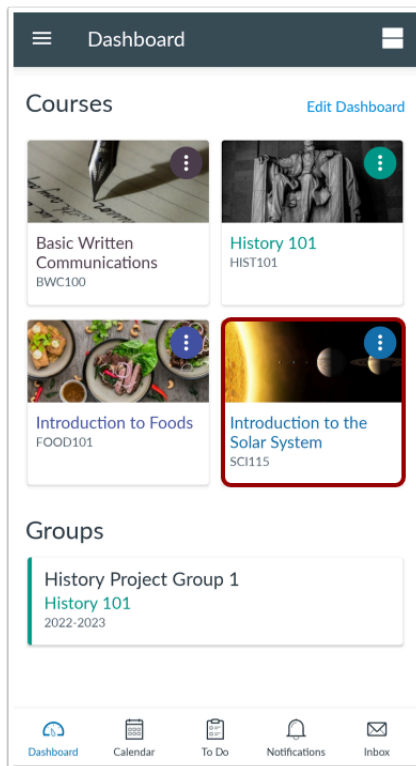 Dashboard
Courses
Edit Dashboard
Basic Written
Communications
BWC100
History 101
HIST101
Introduction to Foods
FOOD101
Introduction to the
Solar System
SCI115
Groups
History Project Group 1
History 101
2022-2023
Dashboard
Calendar
To Do
Notifications
Inbox